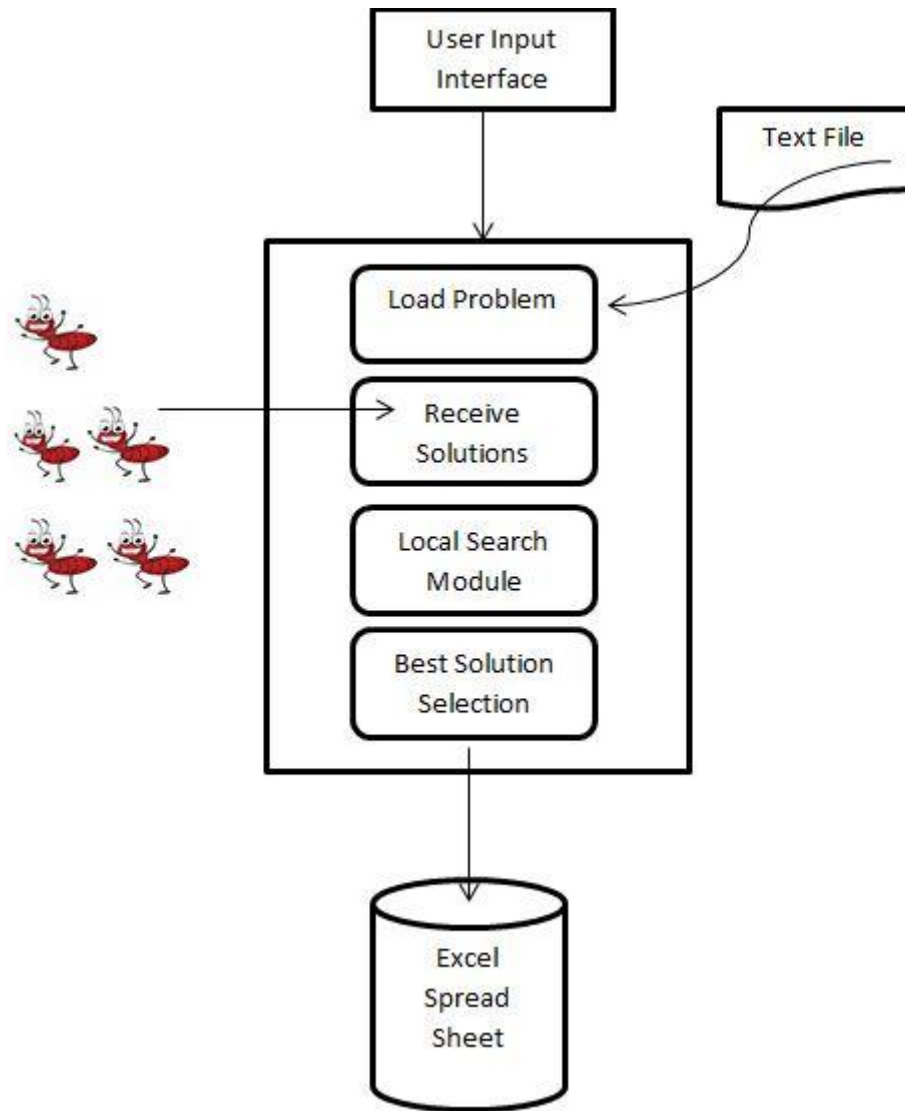 User Input
Interface
Text File
Load Problem
Receive
Solutions
Local Search
Module
Best Solution
Selection
Excel
Spread
Sheet